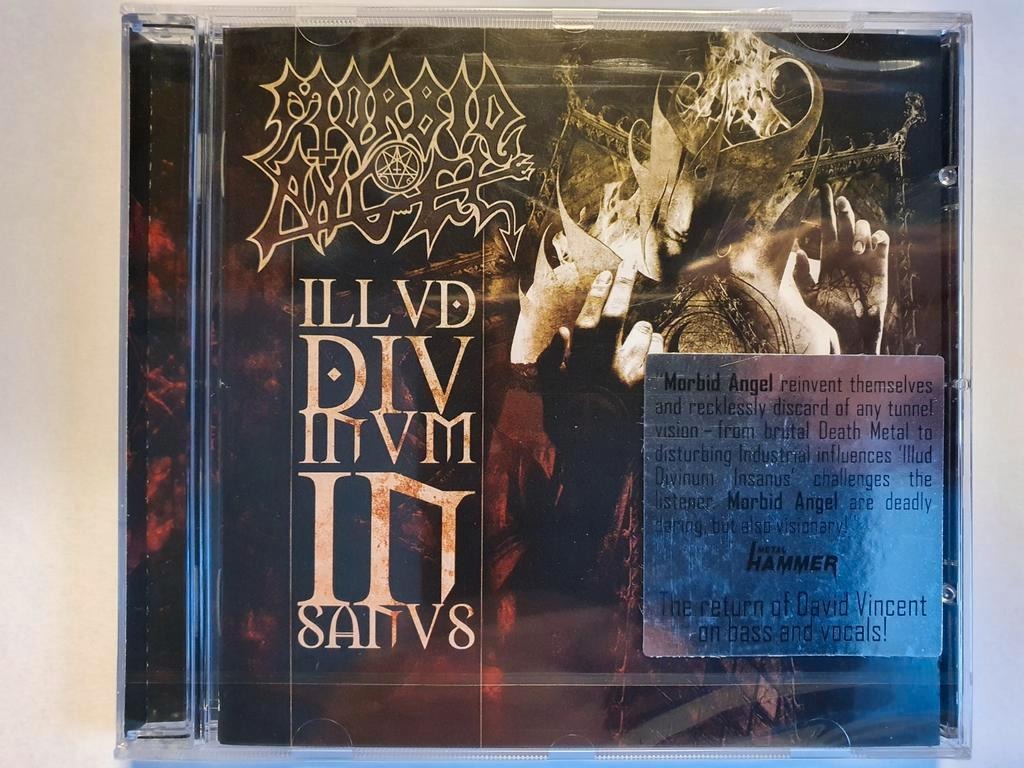 MORBID
ANGEL
ILLVD
DIV
INVM
IN
SANVS
"Morbid Angel reinvent themselves
and recklessly discard of any tunnel
vision – from brutal Death Metal to
disturbing Industrial influences 'Illud
Divinum Insanus' challenges the
listener. Morbid Angel are deadly
daring, but also visionary!"
METAL
HAMMER
The return of David Vincent
on bass and vocals!